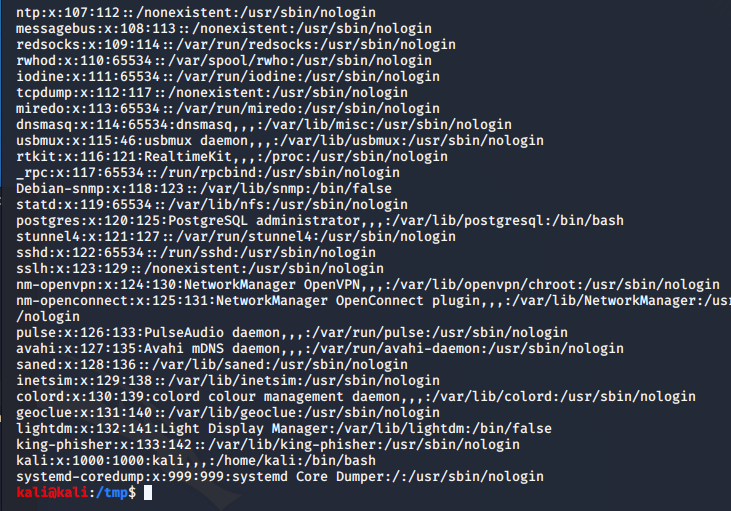 ntp:x:107:112::/nonexistent:/usr/sbin/nologin
messagebus:x:108:113::/nonexistent:/usr/sbin/nologin
redsocks:x:109:114::/var/run/redsocks:/usr/sbin/nologin
rwhod:x:110:65534::/var/spool/rwho:/usr/sbin/nologin
iodine:x:111:65534::/var/run/iodine:/usr/sbin/nologin
tcpdump:x:112:117::/nonexistent:/usr/sbin/nologin
miredo:x:113:65534::/var/run/miredo:/usr/sbin/nologin
dnsmasq:x:114:65534:dnsmasq,,,:/var/lib/misc:/usr/sbin/nologin
usbmux:x:115:46:usbmux daemon,,,:/var/lib/usbmux:/usr/sbin/nologin
rtkit:x:116:121:RealtimeKit,,,:/proc:/usr/sbin/nologin
_rpc:x:117:65534::/run/rpcbind:/usr/sbin/nologin
Debian-snmp:x:118:123::/var/lib/snmp:/bin/false
statd:x:119:65534::/var/lib/nfs:/usr/sbin/nologin
postgres:x:120:125:PostgreSQL administrator,,,:/var/lib/postgresql:/bin/bash
stunnel4:x:121:127::/var/run/stunnel4:/usr/sbin/nologin
sshd:x:122:65534::/run/sshd:/usr/sbin/nologin
sslh:x:123:129::/nonexistent:/usr/sbin/nologin
nm-openvpn:x:124:130:NetworkManager OpenVPN,,,:/var/lib/openvpn/chroot:/usr/sbin/nologin
nm-openconnect:x:125:131:NetworkManager OpenConnect plugin,,,:/var/lib/NetworkManager:/us
/nologin
pulse:x:126:133:PulseAudio daemon,,,:/var/run/pulse:/usr/sbin/nologin
avahi:x:127:135:Avahi mDNS daemon,,,:/var/run/avahi-daemon:/usr/sbin/nologin
saned:x:128:136::/var/lib/saned:/usr/sbin/nologin
inetsim:x:129:138::/var/lib/inetsim:/usr/sbin/nologin
colord:x:130:139:colord colour management daemon,,,:/var/lib/colord:/usr/sbin/nologin
geoclue:x:131:140::/var/lib/geoclue:/usr/sbin/nologin
lightdm:x:132:141:Light Display Manager:/var/lib/lightdm:/bin/false
king-phisher:x:133:142::/var/lib/king-phisher:/usr/sbin/nologin
kali:x:1000:1000:kali,,,:/home/kali:/bin/bash
systemd-coredump:x:999:999:systemd Core Dumper:/:/usr/sbin/nologin
kali@kali:/tmp$